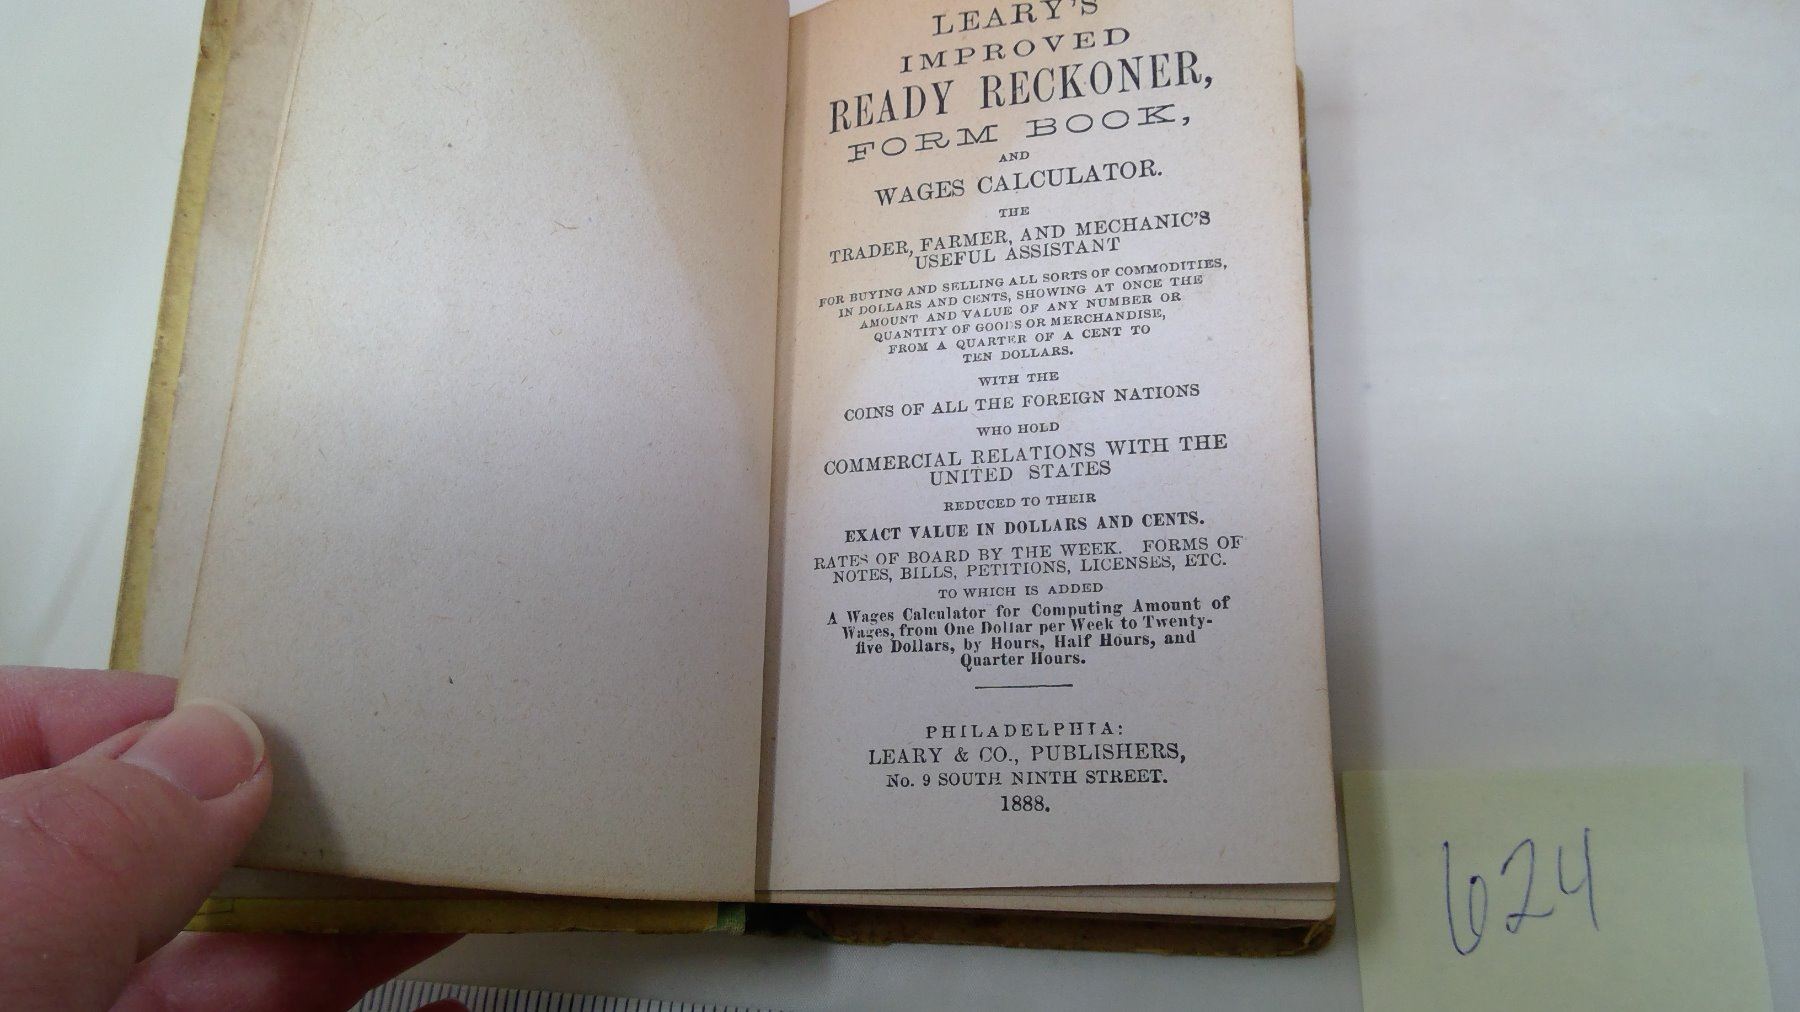 LEARY'S
IMPROVED
READY RECKONER,
FORM BOOK,
AND
WAGES CALCULATOR.
THE
TRADER, FARMER, AND MECHANIC'S
USEFUL ASSISTANT
FOR BUYING AND SELLING ALL SORTS OF COMMODITIES,
IN DOLLARS AND CENTS, SHOWING AT ONCE THE
AMOUNT AND VALUE OF ANY NUMBER OR
QUANTITY OF GOODS OR MERCHANDISE,
FROM A QUARTER OF A CENT TO
TEN DOLLARS.
WITH THE
COINS OF ALL THE FOREIGN NATIONS
WHO HOLD
COMMERCIAL RELATIONS WITH THE
UNITED STATES
REDUCED TO THEIR
EXACT VALUE IN DOLLARS AND CENTS.
RATES OF BOARD BY THE WEEK. FORMS OF
NOTES, BILLS, PETITIONS, LICENSES, ETC.
TO WHICH IS ADDED
A Wages Calculator for Computing Amount of
Wages, from One Dollar per Week to Twenty-
five Dollars, by Hours, Half Hours, and
Quarter Hours.
PHILADELPHIA:
LEARY & CO., PUBLISHERS,
No. 9 SOUTH NINTH STREET.
1888.
624